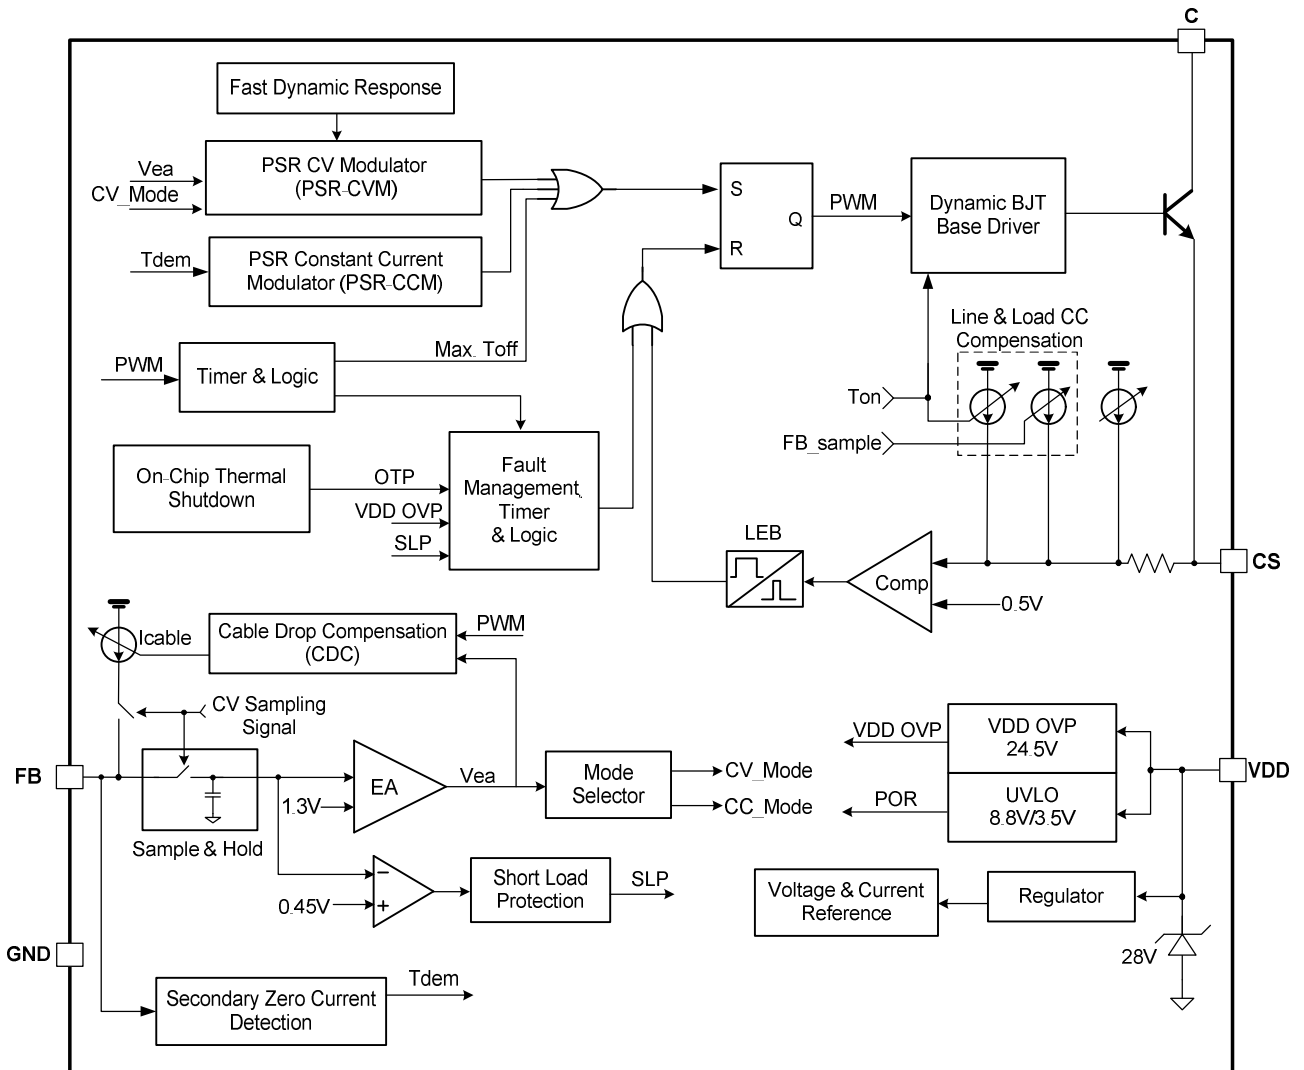 C
Fast Dynamic Response
Vea
CV_Mode
PSR CV Modulator
(PSR-CVM)
S
R
Q
PWM
Dynamic BJT
Base Driver
Tdem
PSR Constant Current
Modulator (PSR-CCM)
Line & Load CC
Compensation
Max. Toff
PWM
Timer & Logic
Ton
FB_sample
On-Chip Thermal
Shutdown
OTP
VDD OVP
SLP
Fault
Management,
Timer
& Logic
LEB
Comp
CS
0.5V
Icable
Cable Drop Compensation
(CDC)
PWM
CV Sampling
Signal
FB
1.3V
EA
Vea
Mode
Selector
CV_Mode
CC_Mode
VDD OVP
POR
VDD OVP
24.5V
UVLO
8.8V/3.5V
VDD
Sample & Hold
0.45V
−
+
Short Load
Protection
SLP
Voltage & Current
Reference
Regulator
28V
GND
Secondary Zero Current
Detection
Tdem